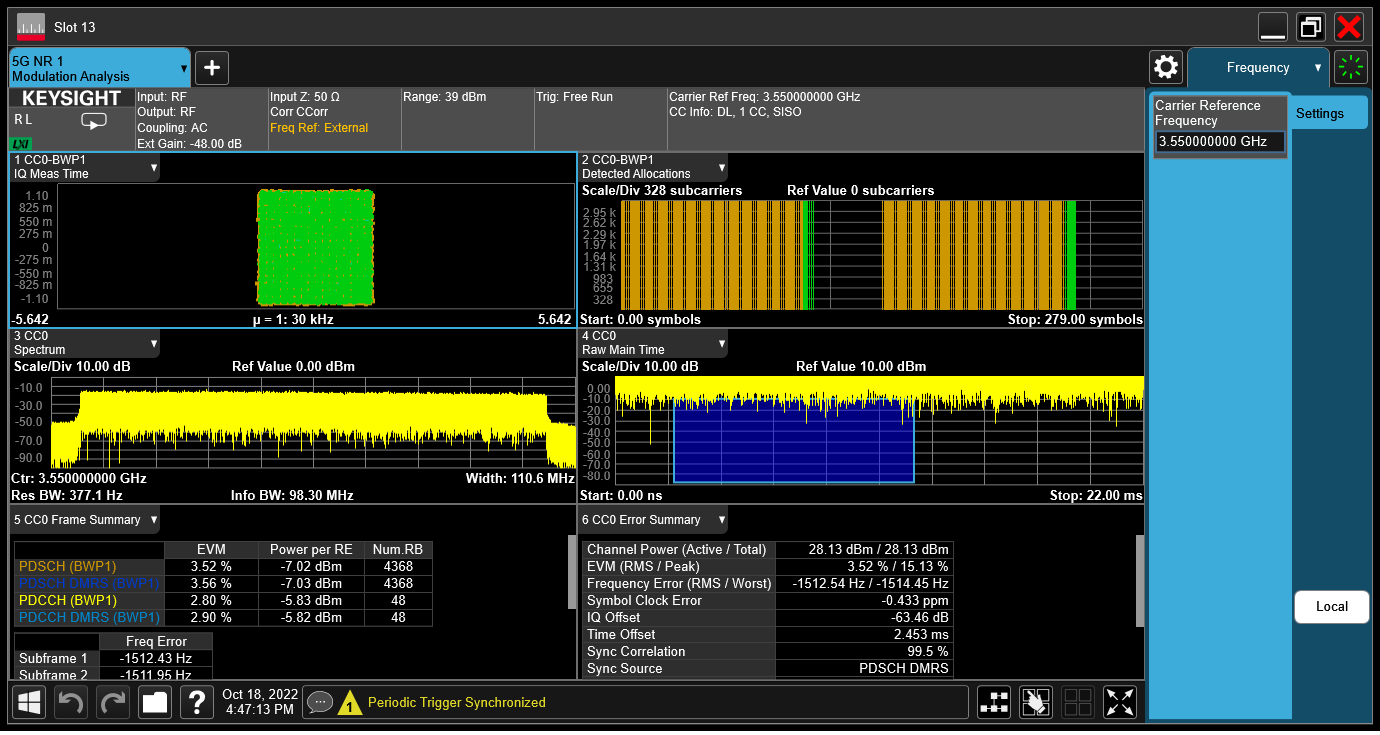 Slot 13
5G NR 1
Modulation Analysis
+
Frequency
KEYSIGHT
R L
LXI
Input: RF
Output: RF
Coupling: AC
Ext Gain: -48.00 dB
Input Z: 50 Ω
Corr CCorr
Freq Ref: External
Range: 39 dBm
Trig: Free Run
Carrier Ref Freq: 3.550000000 GHz
CC Info: DL, 1 CC, SISO
Carrier Reference
Frequency
3.550000000 GHz
Settings
1 CC0-BWP1
IQ Meas Time
1.10
825 m
550 m
275 m
0
-275 m
-550 m
-825 m
-1.10
-5.642
µ = 1: 30 kHz
5.642
2 CC0-BWP1
Detected Allocations
Scale/Div 328 subcarriers
Ref Value 0 subcarriers
2.95 k
2.62 k
2.29 k
1.97 k
1.64 k
1.31 k
983
655
328
Start: 0.00 symbols
Stop: 279.00 symbols
3 CC0
Spectrum
Scale/Div 10.00 dB
Ref Value 0.00 dBm
-10.0
-30.0
-50.0
-70.0
-90.0
Ctr: 3.550000000 GHz
Width: 110.6 MHz
Res BW: 377.1 Hz
Info BW: 98.30 MHz
4 CC0
Raw Main Time
Scale/Div 10.00 dB
Ref Value 10.00 dBm
0.00
-10.0
-20.0
-30.0
-40.0
-50.0
-60.0
-70.0
-80.0
Start: 0.00 ns
Stop: 22.00 ms
5 CC0 Frame Summary
EVM Power per RE Num.RB
PDSCH (BWP1) 3.52 % -7.02 dBm 4368
PDSCH DMRS (BWP1) 3.56 % -7.03 dBm 4368
PDCCH (BWP1) 2.80 % -5.83 dBm 48
PDCCH DMRS (BWP1) 2.90 % -5.82 dBm 48
Freq Error
Subframe 1 -1512.43 Hz
Subframe 2 -1511.95 Hz
6 CC0 Error Summary
Channel Power (Active / Total) 28.13 dBm / 28.13 dBm
EVM (RMS / Peak) 3.52 % / 15.13 %
Frequency Error (RMS / Worst) -1512.54 Hz / -1514.45 Hz
Symbol Clock Error -0.433 ppm
IQ Offset -63.46 dB
Time Offset 2.453 ms
Sync Correlation 99.5 %
Sync Source PDSCH DMRS
Local
?
Oct 18, 2022
4:47:13 PM
1
Periodic Trigger Synchronized